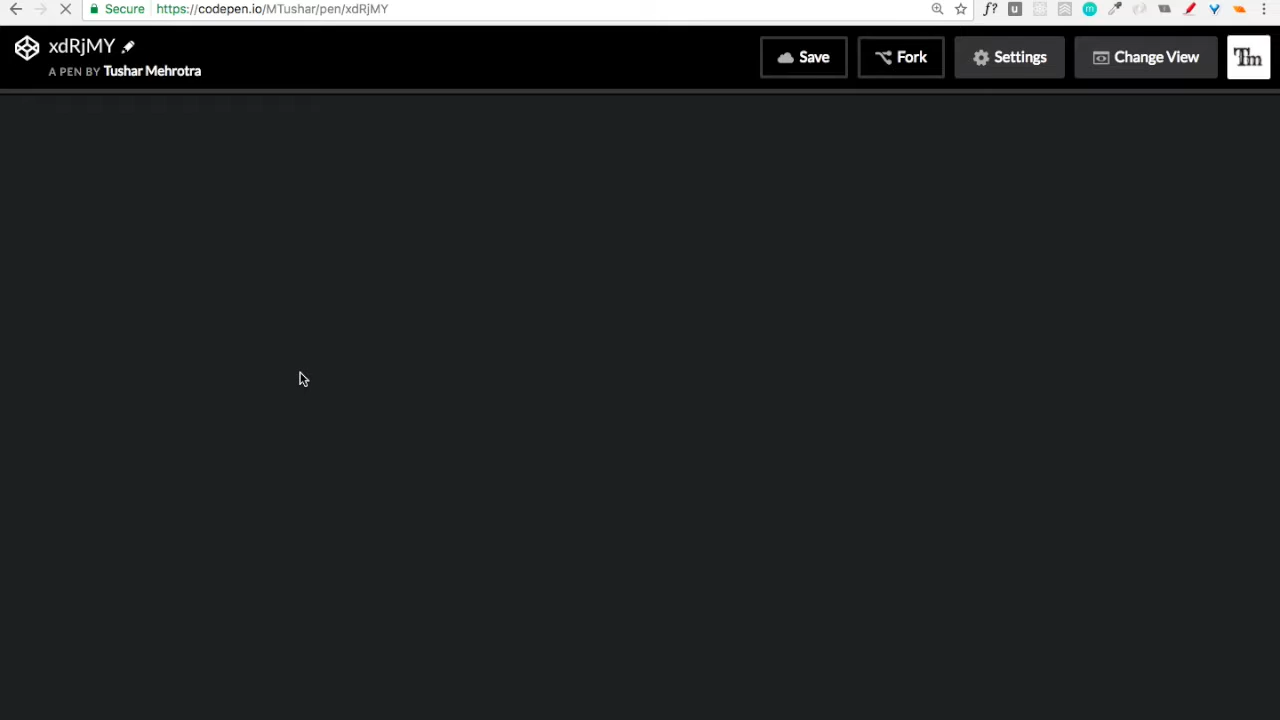 Secure https://codepen.io/MTushar/pen/xdRjMY
f? u m
xdRjMY
A PEN BY Tushar Mehrotra
Save Fork Settings Change View Tm